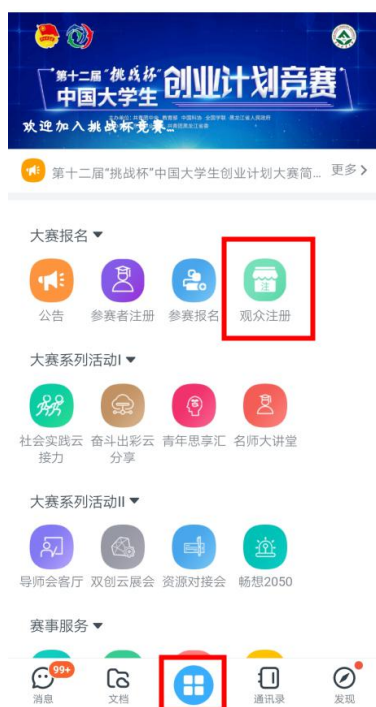 第十二届"挑战杯"
中国大学生
创业计划竞赛
欢迎加入挑战杯竞赛...
第十二届"挑战杯"中国大学生创业计划大赛简...
更多>
大赛报名▼
注
公告 参赛者注册 参赛报名 观众注册
大赛系列活动I▼
社会实践云接力 奋斗出彩云分享 青年思享汇 名师大讲堂
大赛系列活动II▼
导师会客厅 双创云展会 资源对接会 畅想2050
赛事服务▼
99+
消息 文档 通讯录 发现